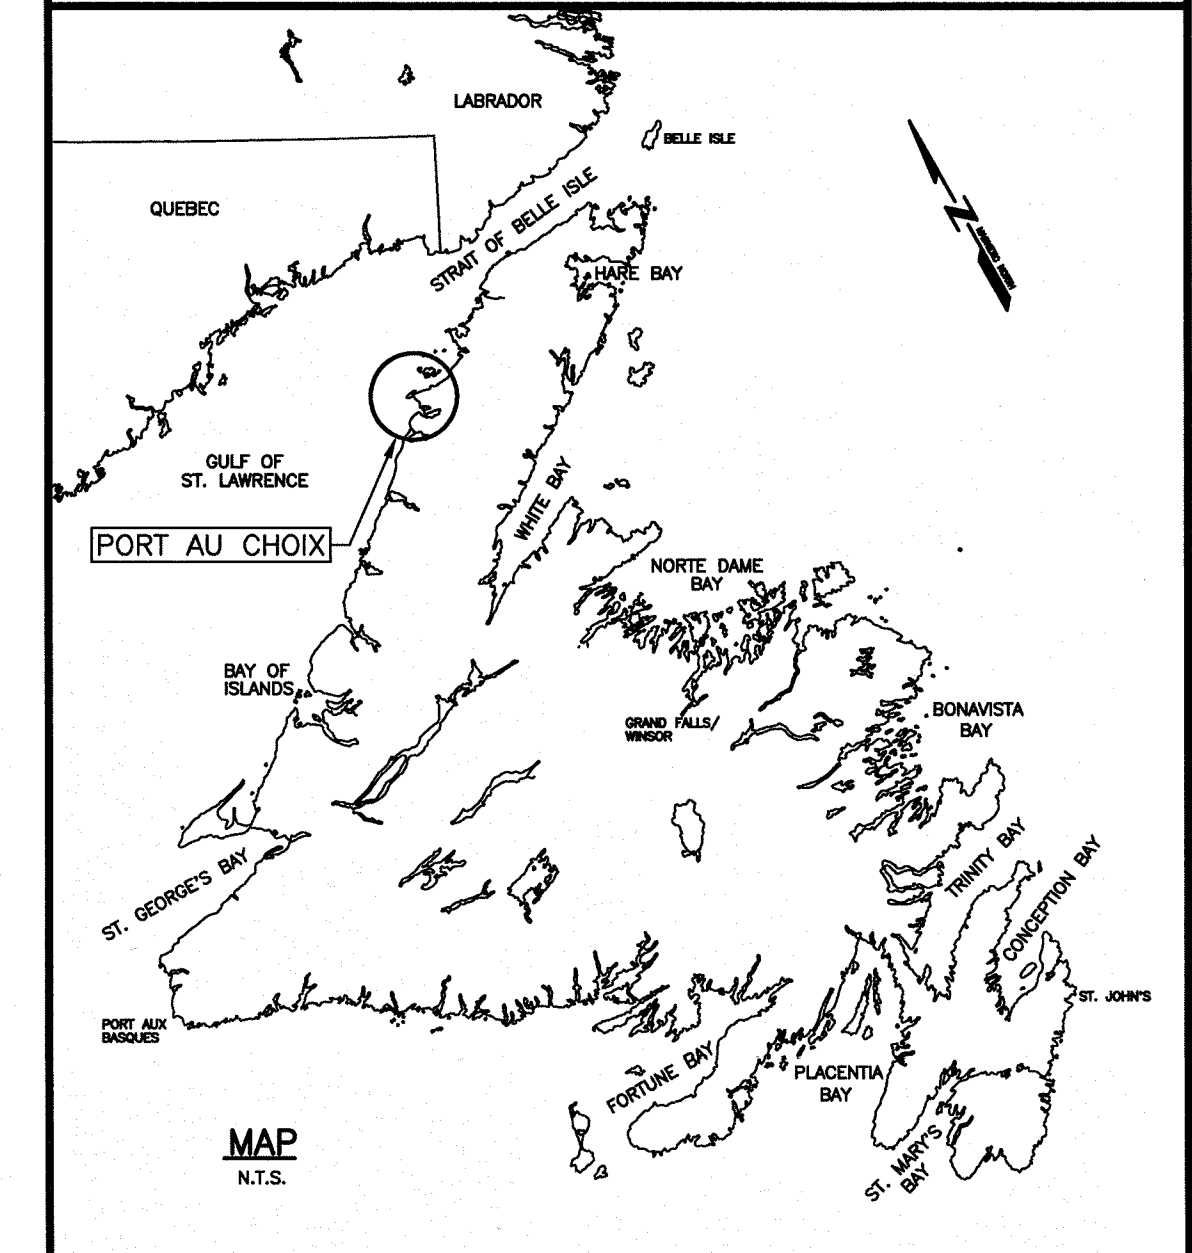 LABRADOR
BELLE ISLE
QUEBEC
STRAIT OF BELLE ISLE
HARE BAY
GULF OF
ST. LAWRENCE
WHITE BAY
PORT AU CHOIX
NORTE DAME
BAY
BAY OF
ISLANDS
GRAND FALLS/
WINSOR
BONAVISTA
BAY
TRINITY BAY
CONCEPTION BAY
ST. GEORGE'S BAY
ST. JOHN'S
PORT AUX
BASQUES
FORTUNE BAY
PLACENTIA
BAY
ST. MARY'S
BAY
MAP
N.T.S.